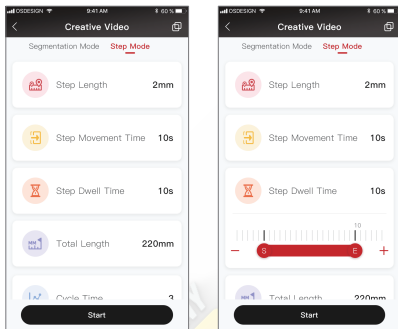 OSDESIGN 9:41 AM 60 %
Creative Video
Segmentation Mode Step Mode
Step Length 2mm
Step Movement Time 10s
Step Dwell Time 10s
MM
Total Length 220mm
Cycle Time 3
Start
OSDESIGN 9:41 AM 60 %
Creative Video
Segmentation Mode Step Mode
Step Length 2mm
Step Movement Time 10s
Step Dwell Time 10s
10
− S E +
MM
Total Length 220mm
Start